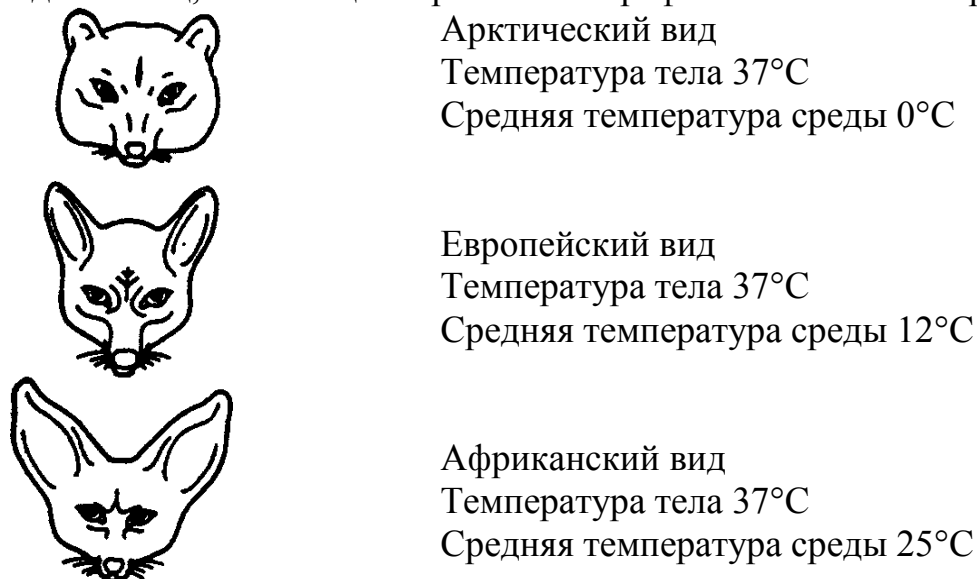 Арктический вид
Температура тела 37°С
Средняя температура среды 0°С
Европейский вид
Температура тела 37°С
Средняя температура среды 12°С
Африканский вид
Температура тела 37°С
Средняя температура среды 25°С